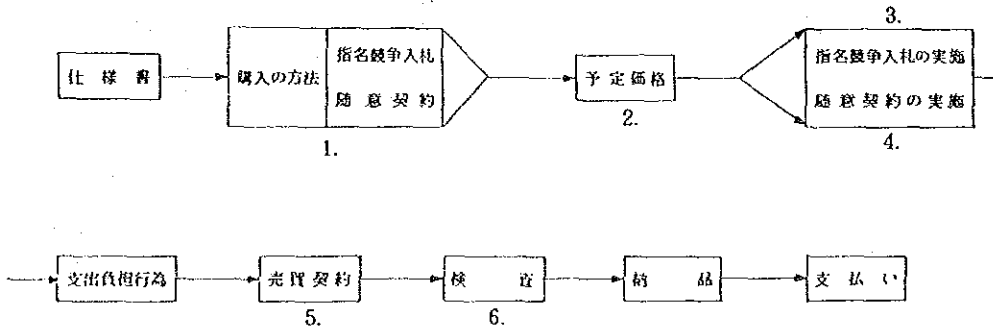 3.
仕様書
購入の方法
指名競争入札
随意契約
予定価格
指名競争入札の実施
随意契約の実施
1.
2.
4.
支出負担行為
売買契約
検査
納品
支払い
5.
6.